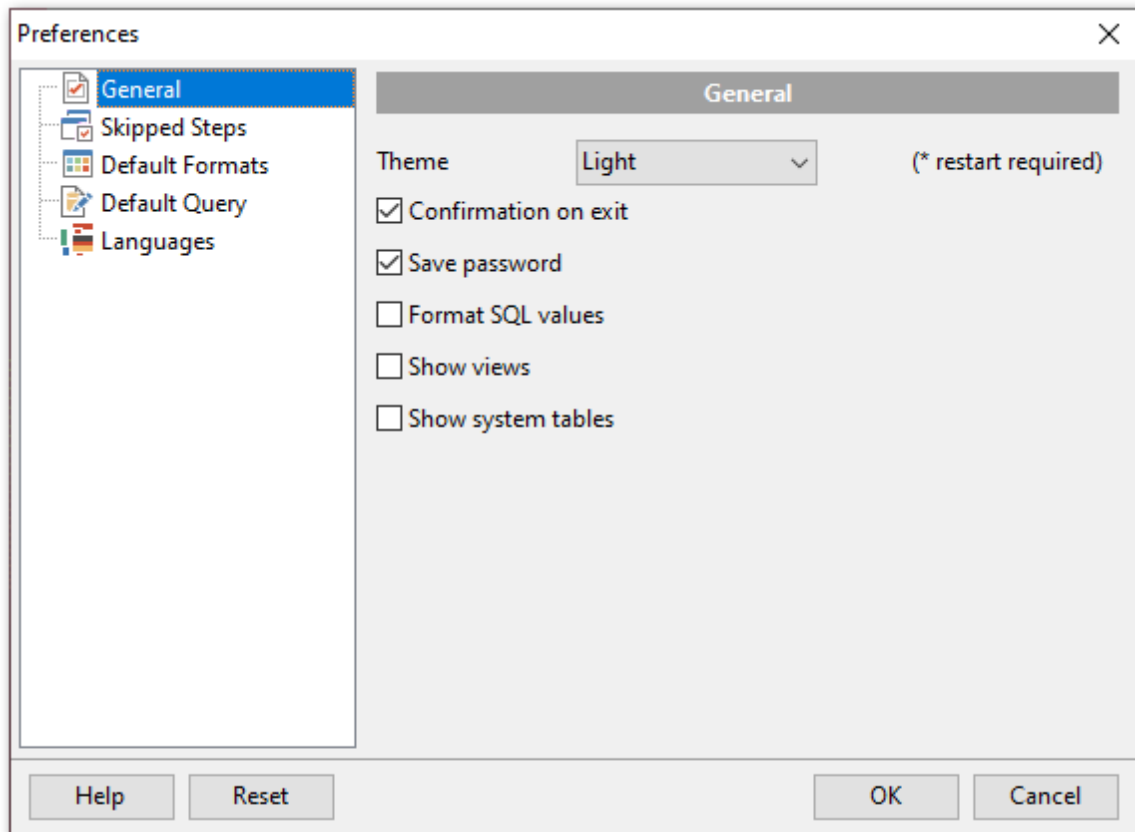 Preferences
General
Skipped Steps
Default Formats
Default Query
Languages
General
Theme Light (* restart required)
Confirmation on exit
Save password
Format SQL values
Show views
Show system tables
Help Reset OK Cancel